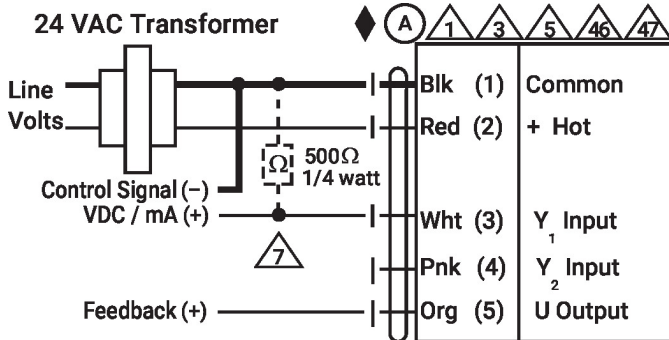 24 VAC Transformer
A 1 3 5 46 47
Line
Volts
Blk (1) Common
Red (2) + Hot
Ω 500Ω
1/4 watt
Control Signal (–)
VDC / mA (+)
Wht (3) Y1 Input
7
Pnk (4) Y2 Input
Feedback (+)
Org (5) U Output